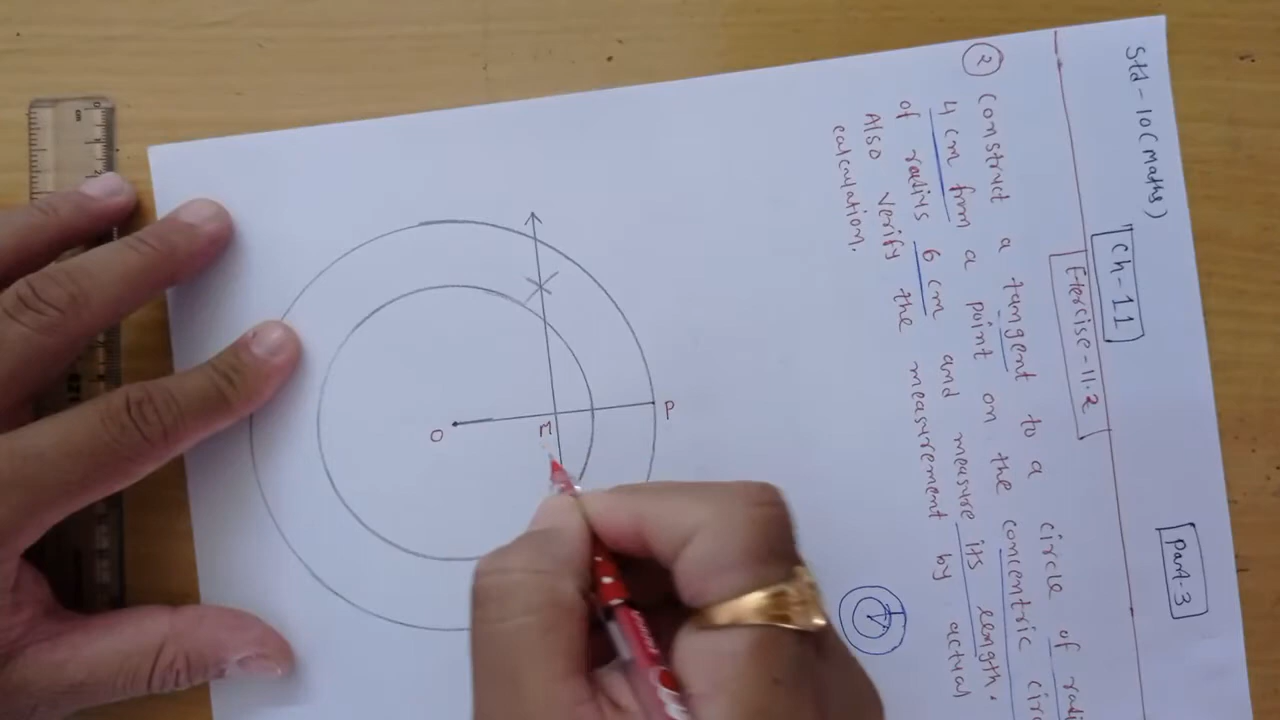 Std-10(Maths)
Ch-11
Part-3
Exercise-11.2
② Construct a tangent to a circle of radi
4 cm from a point on the concentric circ
of radius 6 cm and measure its length.
Also verify the measurement by actual
calculation.
P
M
O
0
cm